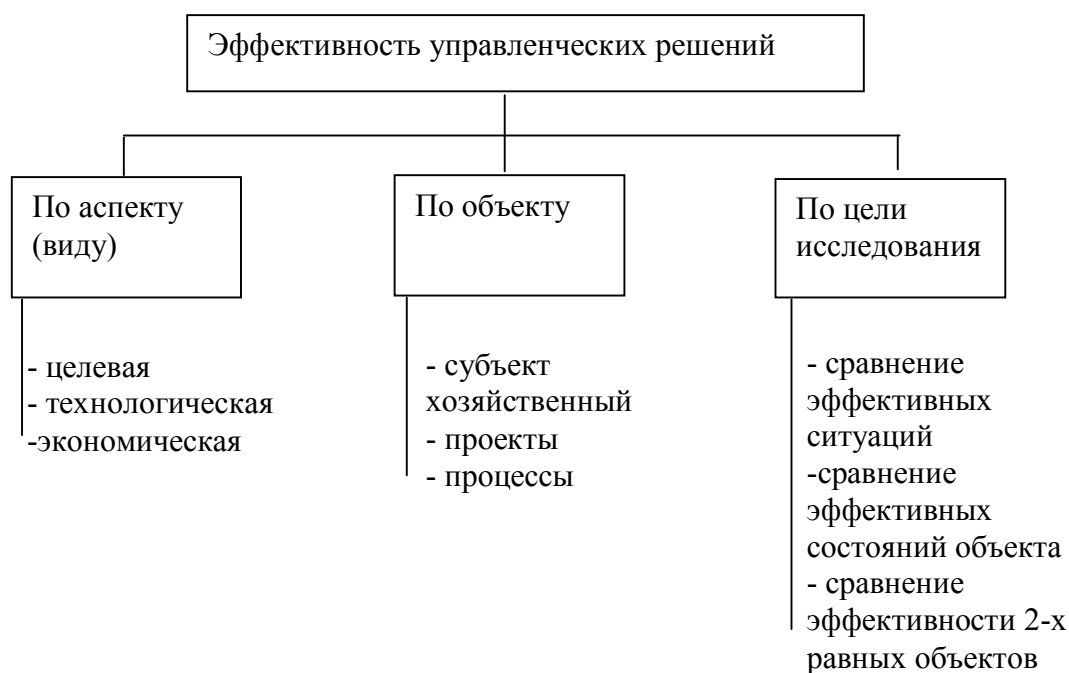 Эффективность управленческих решений
По аспекту
(виду)
- целевая
- технологическая
-экономическая
По объекту
- субъект
хозяйственный
- проекты
- процессы
По цели
исследования
- сравнение
эффективных
ситуаций
-сравнение
эффективных
состояний объекта
- сравнение
эффективности 2-х
равных объектов